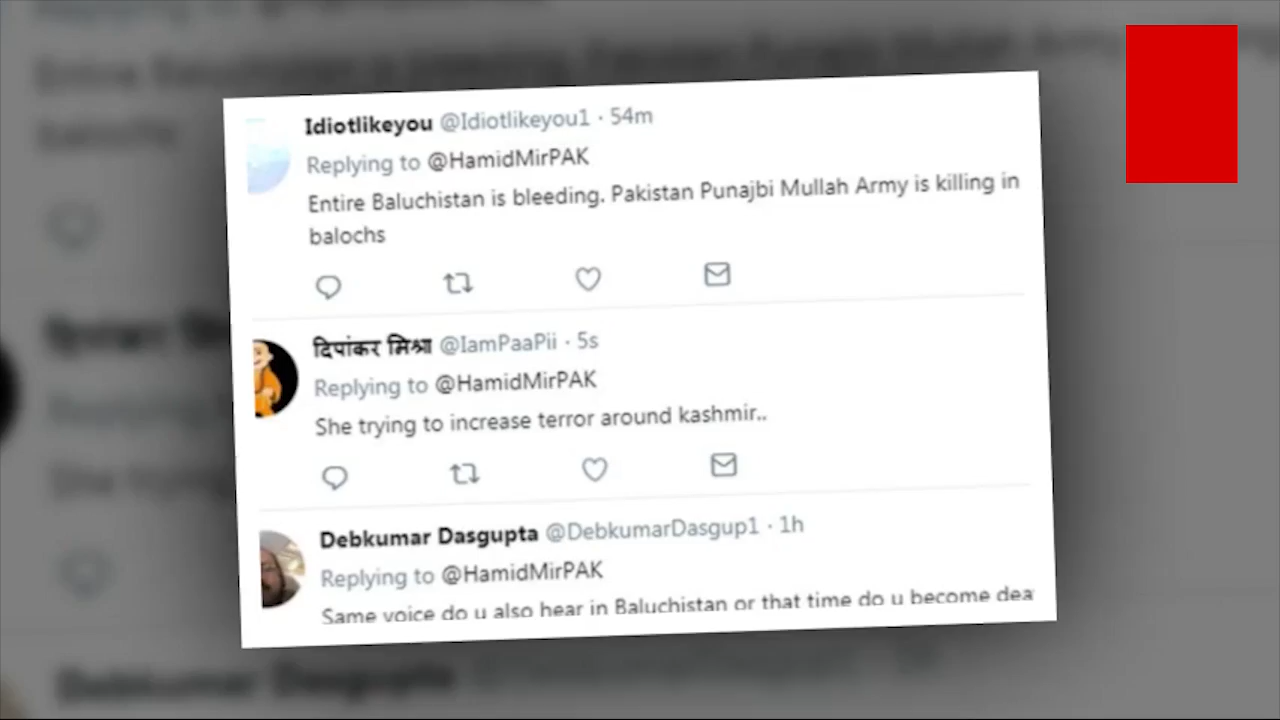 Idiotlikeyou @Idiotlikeyou1 · 54m
Replying to @HamidMirPAK
Entire Baluchistan is bleeding. Pakistan Punajbi Mullah Army is killing in
balochs
दिपांकर मिश्रा @IamPaaPii · 5s
Replying to @HamidMirPAK
She trying to increase terror around kashmir..
Debkumar Dasgupta @DebkumarDasgup1 · 1h
Replying to @HamidMirPAK
Same voice do u also hear in Baluchistan or that time do u become dea